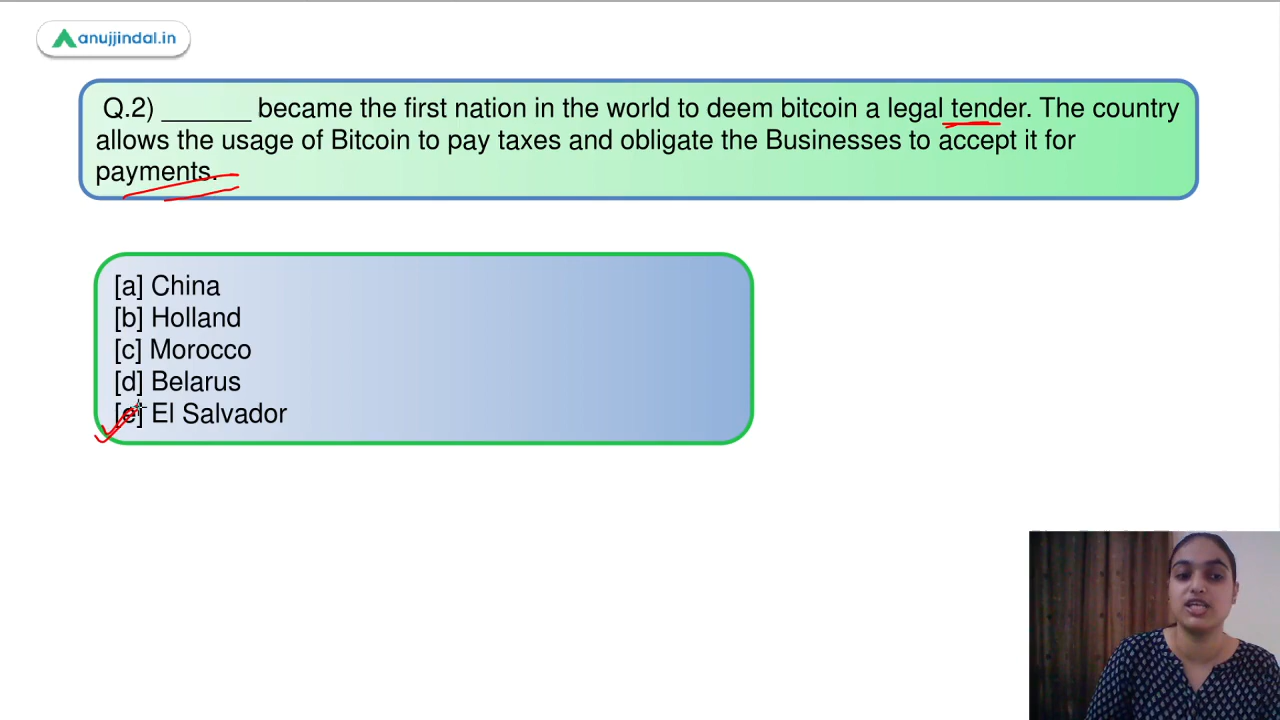 anujjindal.in
Q.2) ______ became the first nation in the world to deem bitcoin a legal tender. The country
allows the usage of Bitcoin to pay taxes and obligate the Businesses to accept it for
payments.
[a] China
[b] Holland
[c] Morocco
[d] Belarus
[e] El Salvador